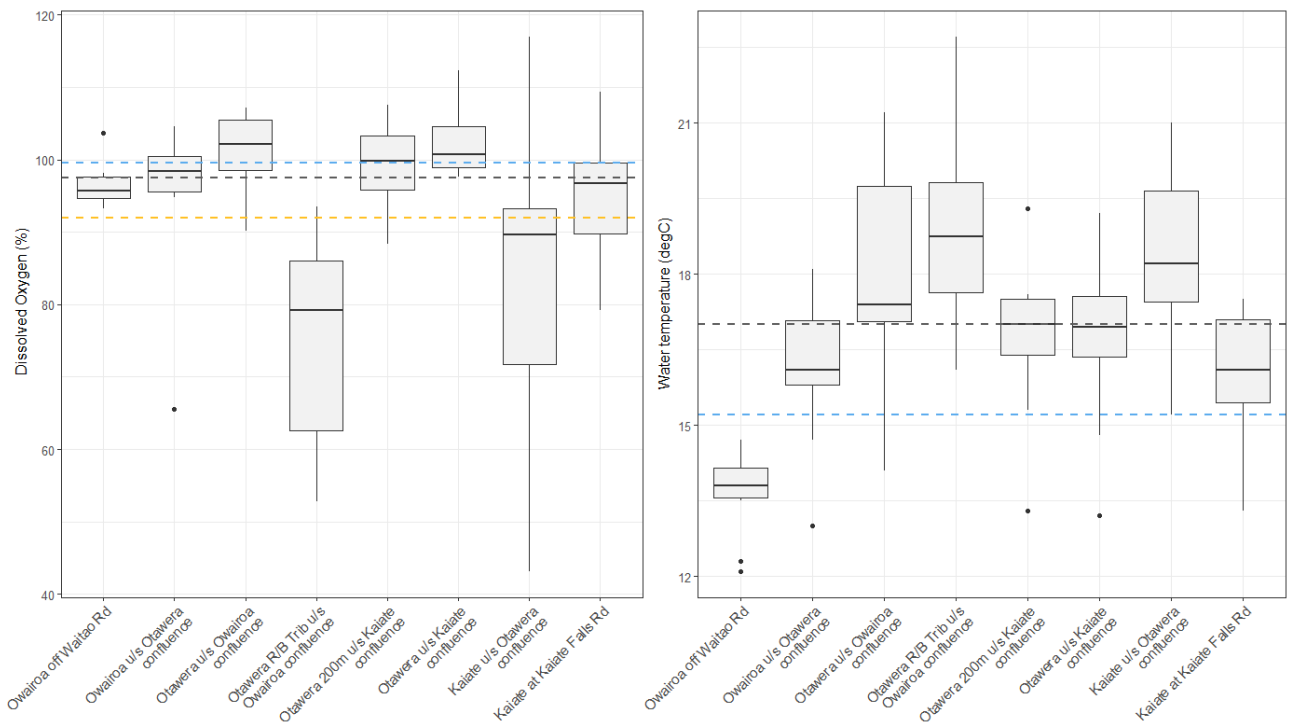 120
100
80
60
40
Dissolved Oxygen (%)
Owairoa off Waitao Rd
Owairoa u/s Otawera
confluence
Otawera u/s Owairoa
confluence
Otawera R/B Trib u/s
Owairoa confluence
Otawera 200m u/s Kaiate
confluence
Otawera u/s Kaiate
confluence
Kaiate u/s Otawera
confluence
Kaiate at Kaiate Falls Rd
21
18
15
12
Water temperature (degC)
Owairoa off Waitao Rd
Owairoa u/s Otawera
confluence
Otawera u/s Owairoa
confluence
Otawera R/B Trib u/s
Owairoa confluence
Otawera 200m u/s Kaiate
confluence
Otawera u/s Kaiate
confluence
Kaiate u/s Otawera
confluence
Kaiate at Kaiate Falls Rd